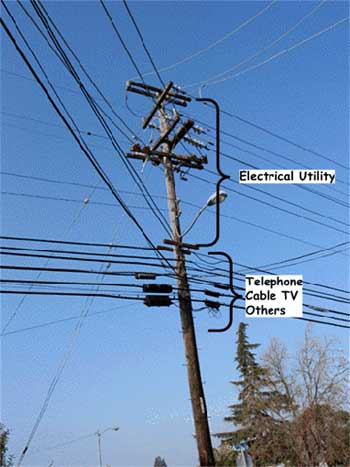 Electrical Utility
Telephone
Cable TV
Others